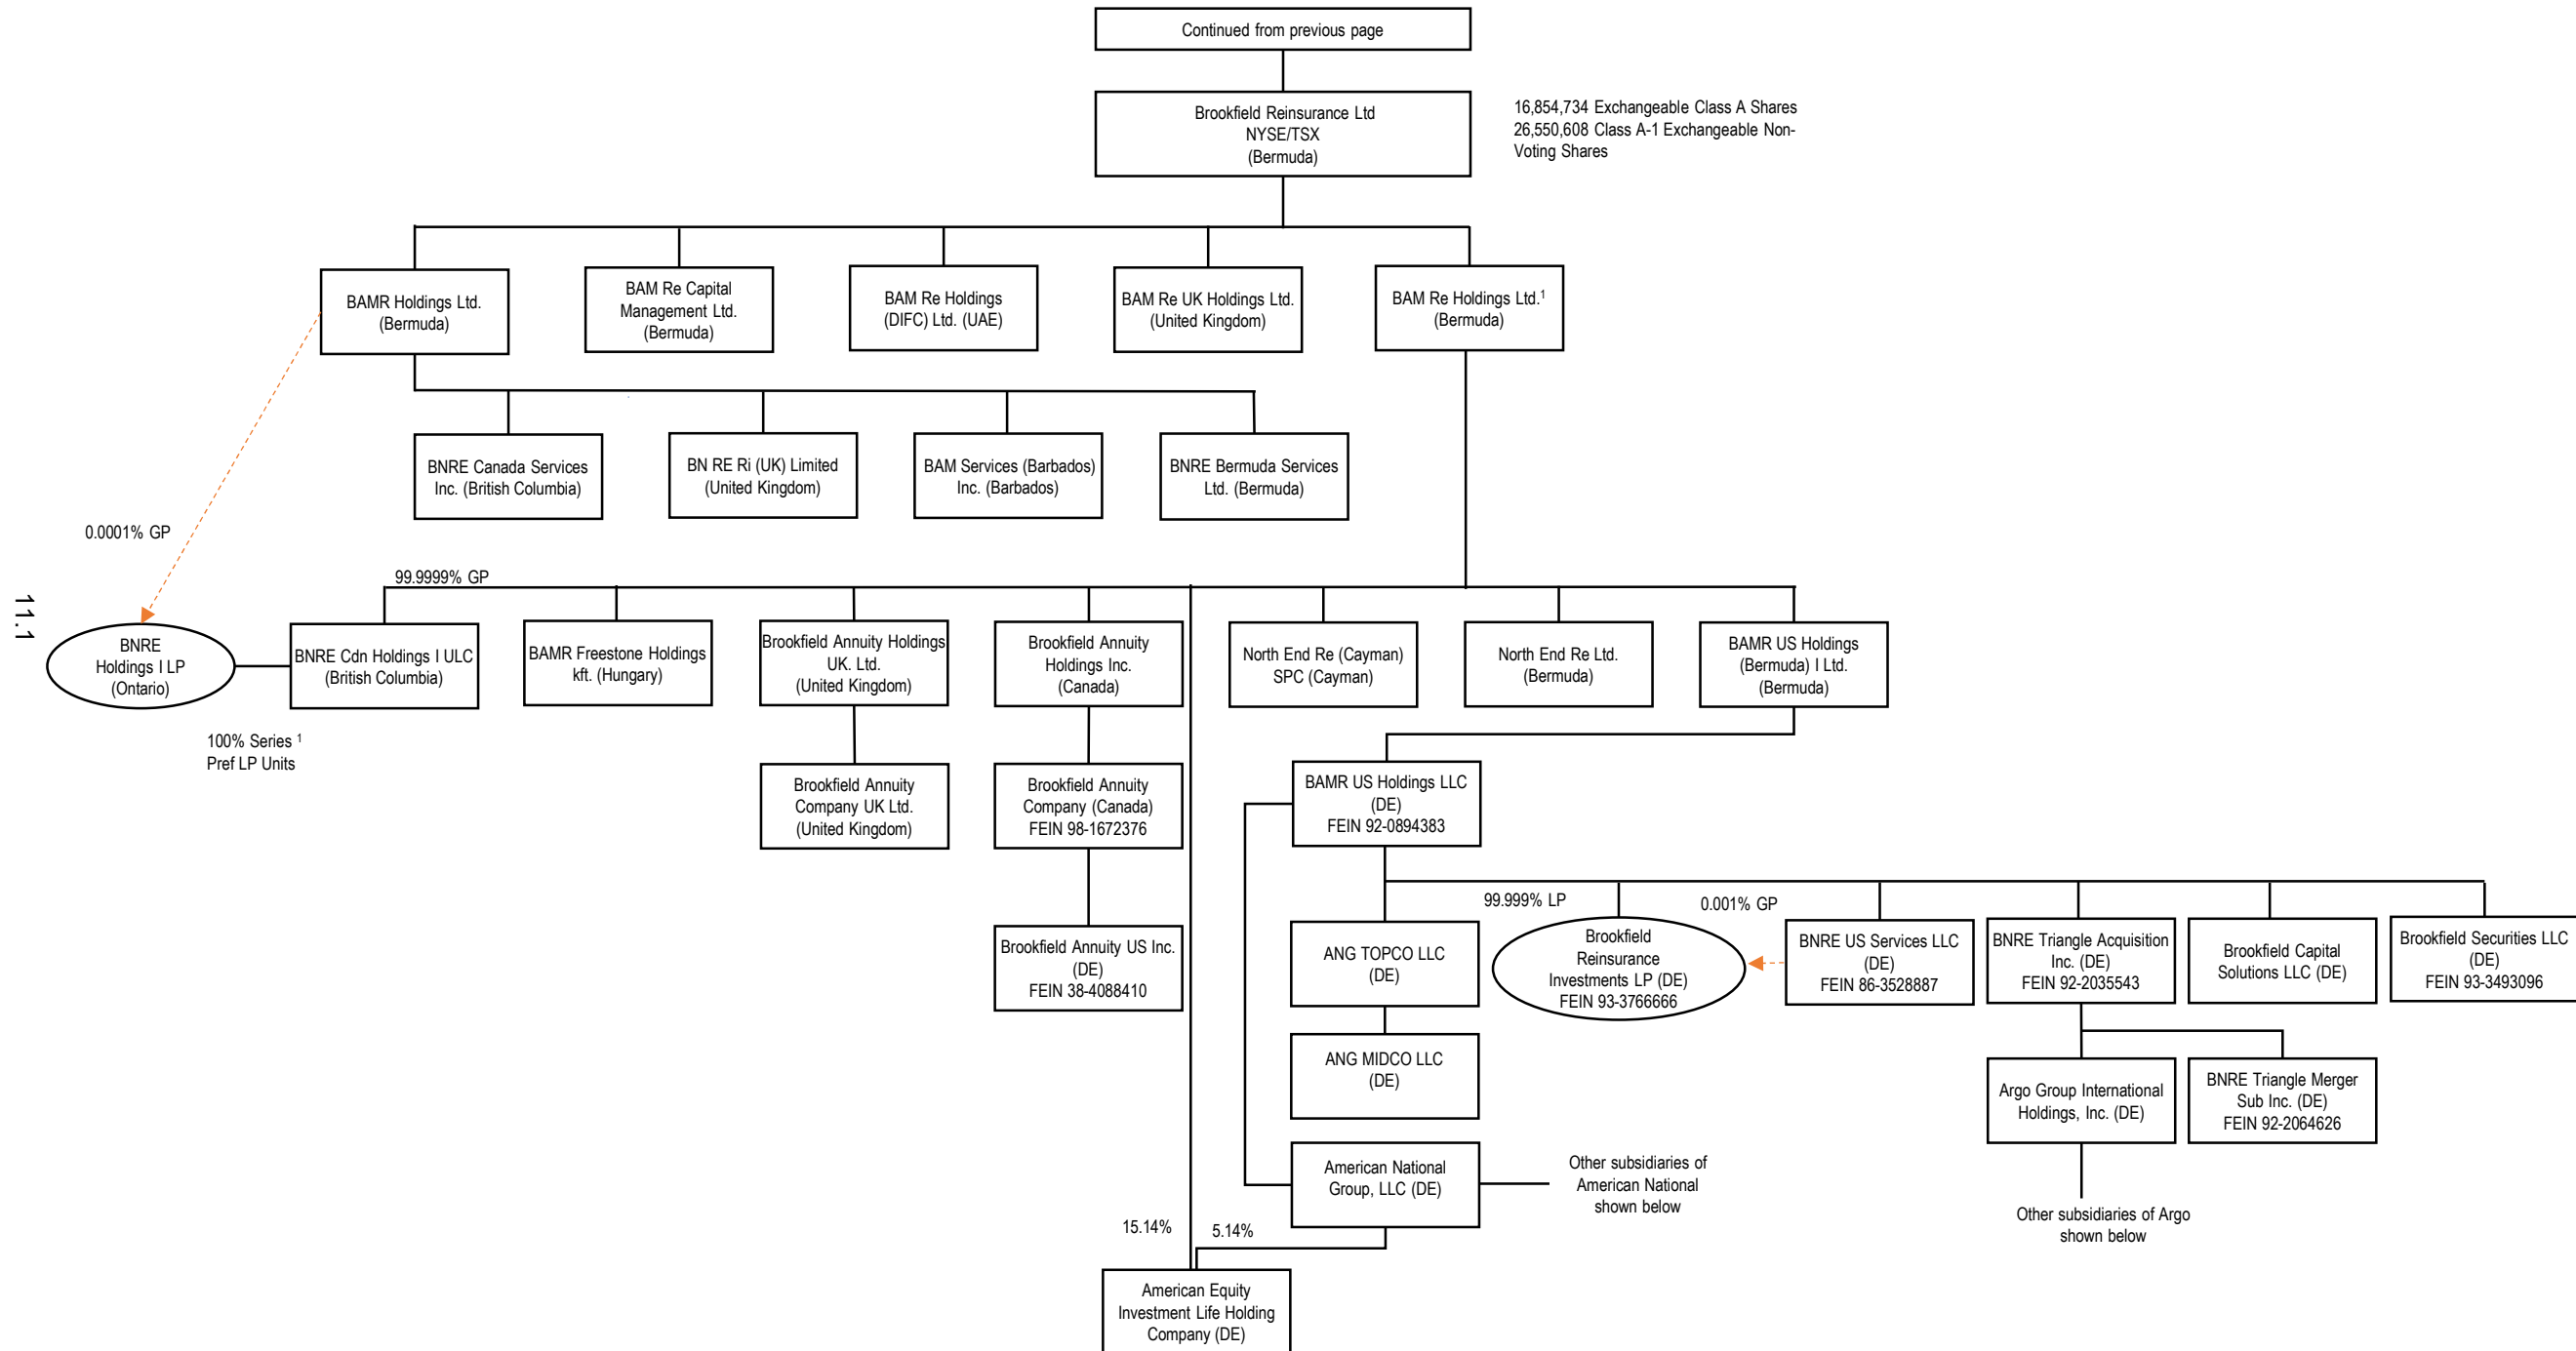 Continued from previous page
Brookfield Reinsurance Ltd
NYSE/TSX
(Bermuda)
16,854,734 Exchangeable Class A Shares
26,550,608 Class A-1 Exchangeable Non-
Voting Shares
BAMR Holdings Ltd.
(Bermuda)
BAM Re Capital
Management Ltd.
(Bermuda)
BAM Re Holdings
(DIFC) Ltd. (UAE)
BAM Re UK Holdings Ltd.
(United Kingdom)
BAM Re Holdings Ltd.¹
(Bermuda)
BNRE Canada Services
Inc. (British Columbia)
BN RE Ri (UK) Limited
(United Kingdom)
BAM Services (Barbados)
Inc. (Barbados)
BNRE Bermuda Services
Ltd. (Bermuda)
0.0001% GP
99.9999% GP
11.1
BNRE
Holdings I LP
(Ontario)
BNRE Cdn Holdings I ULC
(British Columbia)
BAMR Freestone Holdings
kft. (Hungary)
Brookfield Annuity Holdings
UK. Ltd.
(United Kingdom)
Brookfield Annuity
Holdings Inc.
(Canada)
North End Re (Cayman)
SPC (Cayman)
North End Re Ltd.
(Bermuda)
BAMR US Holdings
(Bermuda) I Ltd.
(Bermuda)
100% Series ¹
Pref LP Units
Brookfield Annuity
Company UK Ltd.
(United Kingdom)
Brookfield Annuity
Company (Canada)
FEIN 98-1672376
BAMR US Holdings LLC
(DE)
FEIN 92-0894383
99.999% LP
0.001% GP
Brookfield Annuity US Inc.
(DE)
FEIN 38-4088410
ANG TOPCO LLC
(DE)
Brookfield
Reinsurance
Investments LP (DE)
FEIN 93-3766666
BNRE US Services LLC
(DE)
FEIN 86-3528887
BNRE Triangle Acquisition
Inc. (DE)
FEIN 92-2035543
Brookfield Capital
Solutions LLC (DE)
Brookfield Securities LLC
(DE)
FEIN 93-3493096
ANG MIDCO LLC
(DE)
Argo Group International
Holdings, Inc. (DE)
BNRE Triangle Merger
Sub Inc. (DE)
FEIN 92-2064626
American National
Group, LLC (DE)
Other subsidiaries of
American National
shown below
Other subsidiaries of Argo
shown below
15.14%
5.14%
American Equity
Investment Life Holding
Company (DE)